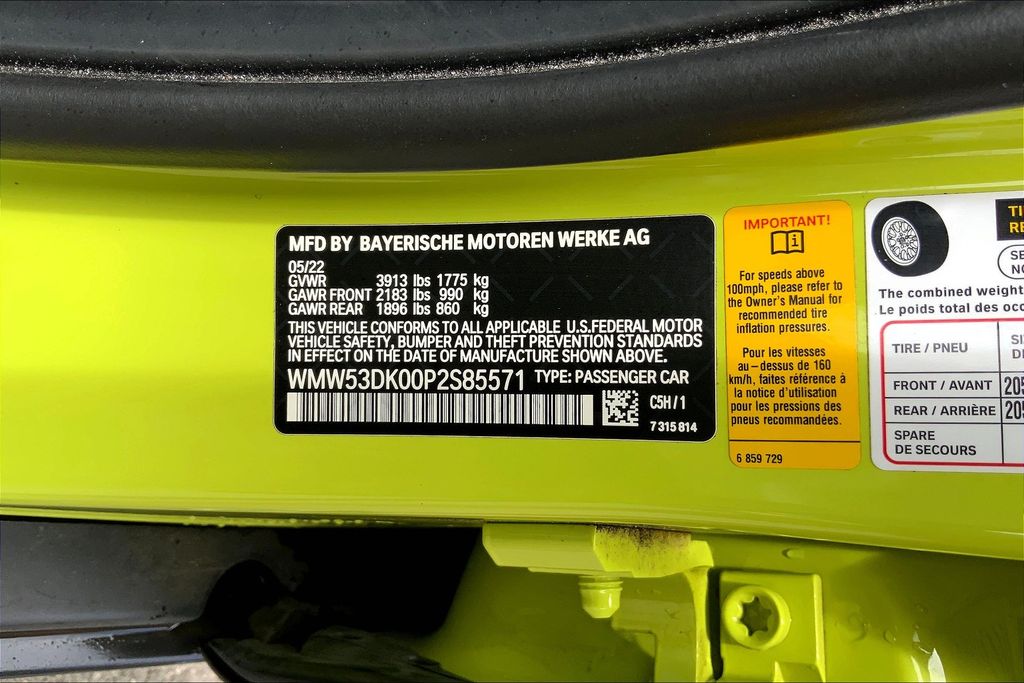 MFD BY BAYERISCHE MOTOREN WERKE AG
05/22
GVWR 3913 lbs 1775 kg
GAWR FRONT 2183 lbs 990 kg
GAWR REAR 1896 lbs 860 kg
THIS VEHICLE CONFORMS TO ALL APPLICABLE U.S.FEDERAL MOTOR
VEHICLE SAFETY, BUMPER AND THEFT PREVENTION STANDARDS
IN EFFECT ON THE DATE OF MANUFACTURE SHOWN ABOVE.
WMW53DK00P2S85571 TYPE: PASSENGER CAR
C5H/1
7 315 814
IMPORTANT!
For speeds above
100mph, please refer to
the Owner's Manual for
recommended tire
inflation pressures.
Pour les vitesses
au-dessus de 160
km/h, faites référence à
la notice d'utilisation
pour les pressions des
pneus recommandées.
6 859 729
The combined weight
Le poids total des
TIRE / PNEU
FRONT / AVANT 205
REAR / ARRIÈRE 205
SPARE
DE SECOURS